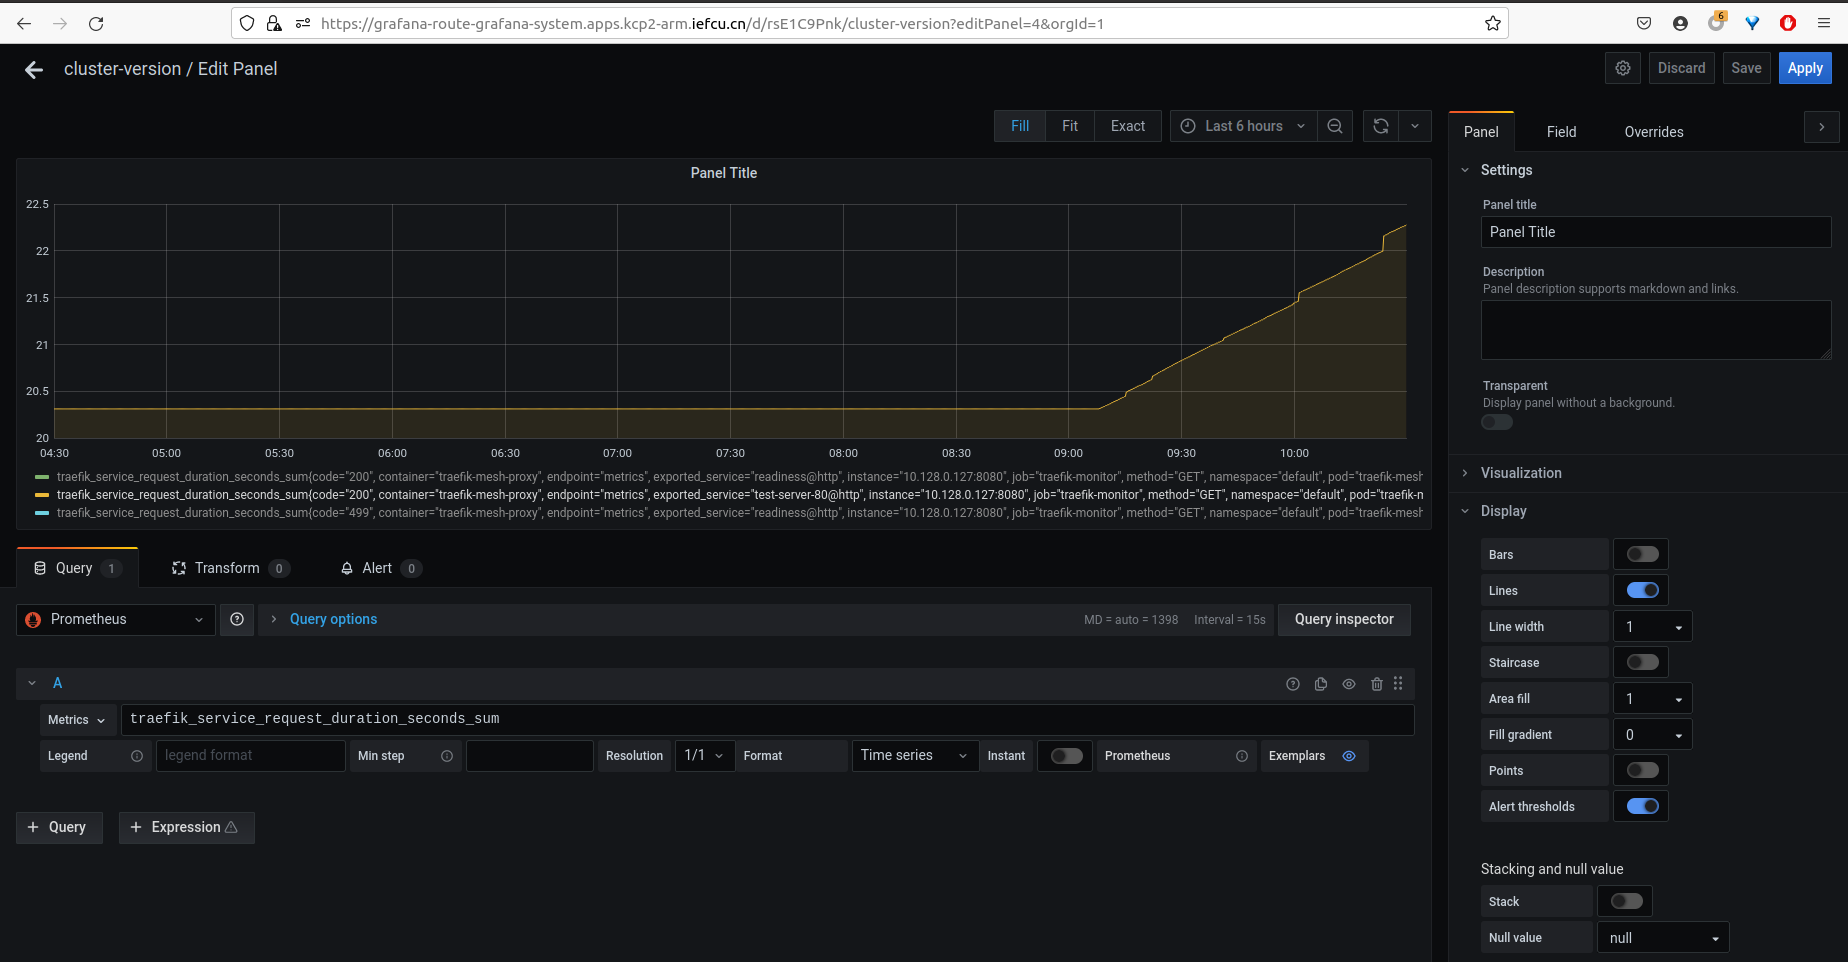 https://grafana-route-grafana-system.apps.kcp2-arm.iefcu.cn/d/rsE1C9Pnk/cluster-version?editPanel=4&orgId=1
6
cluster-version / Edit Panel
Discard
Save
Apply
Fill
Fit
Exact
Last 6 hours
Panel
Field
Overrides
Panel Title
22.5
22
21.5
21
20.5
20
04:30 05:00 05:30 06:00 06:30 07:00 07:30 08:00 08:30 09:00 09:30 10:00
traefik_service_request_duration_seconds_sum{code="200", container="traefik-mesh-proxy", endpoint="metrics", exported_service="readiness@http", instance="10.128.0.127:8080", job="traefik-monitor", method="GET", namespace="default", pod="traefik-mesh
traefik_service_request_duration_seconds_sum{code="200", container="traefik-mesh-proxy", endpoint="metrics", exported_service="test-server-80@http", instance="10.128.0.127:8080", job="traefik-monitor", method="GET", namespace="default", pod="traefik-m
traefik_service_request_duration_seconds_sum{code="499", container="traefik-mesh-proxy", endpoint="metrics", exported_service="readiness@http", instance="10.128.0.127:8080", job="traefik-monitor", method="GET", namespace="default", pod="traefik-mesh
Query 1
Transform 0
Alert 0
Prometheus
Query options
MD = auto = 1398
Interval = 15s
Query inspector
A
Metrics
traefik_service_request_duration_seconds_sum
Legend
legend format
Min step
Resolution
1/1
Format
Time series
Instant
Prometheus
Exemplars
+ Query
+ Expression
Settings
Panel title
Panel Title
Description
Panel description supports markdown and links.
Transparent
Display panel without a background.
Visualization
Display
Bars
Lines
Line width
1
Staircase
Area fill
1
Fill gradient
0
Points
Alert thresholds
Stacking and null value
Stack
Null value
null